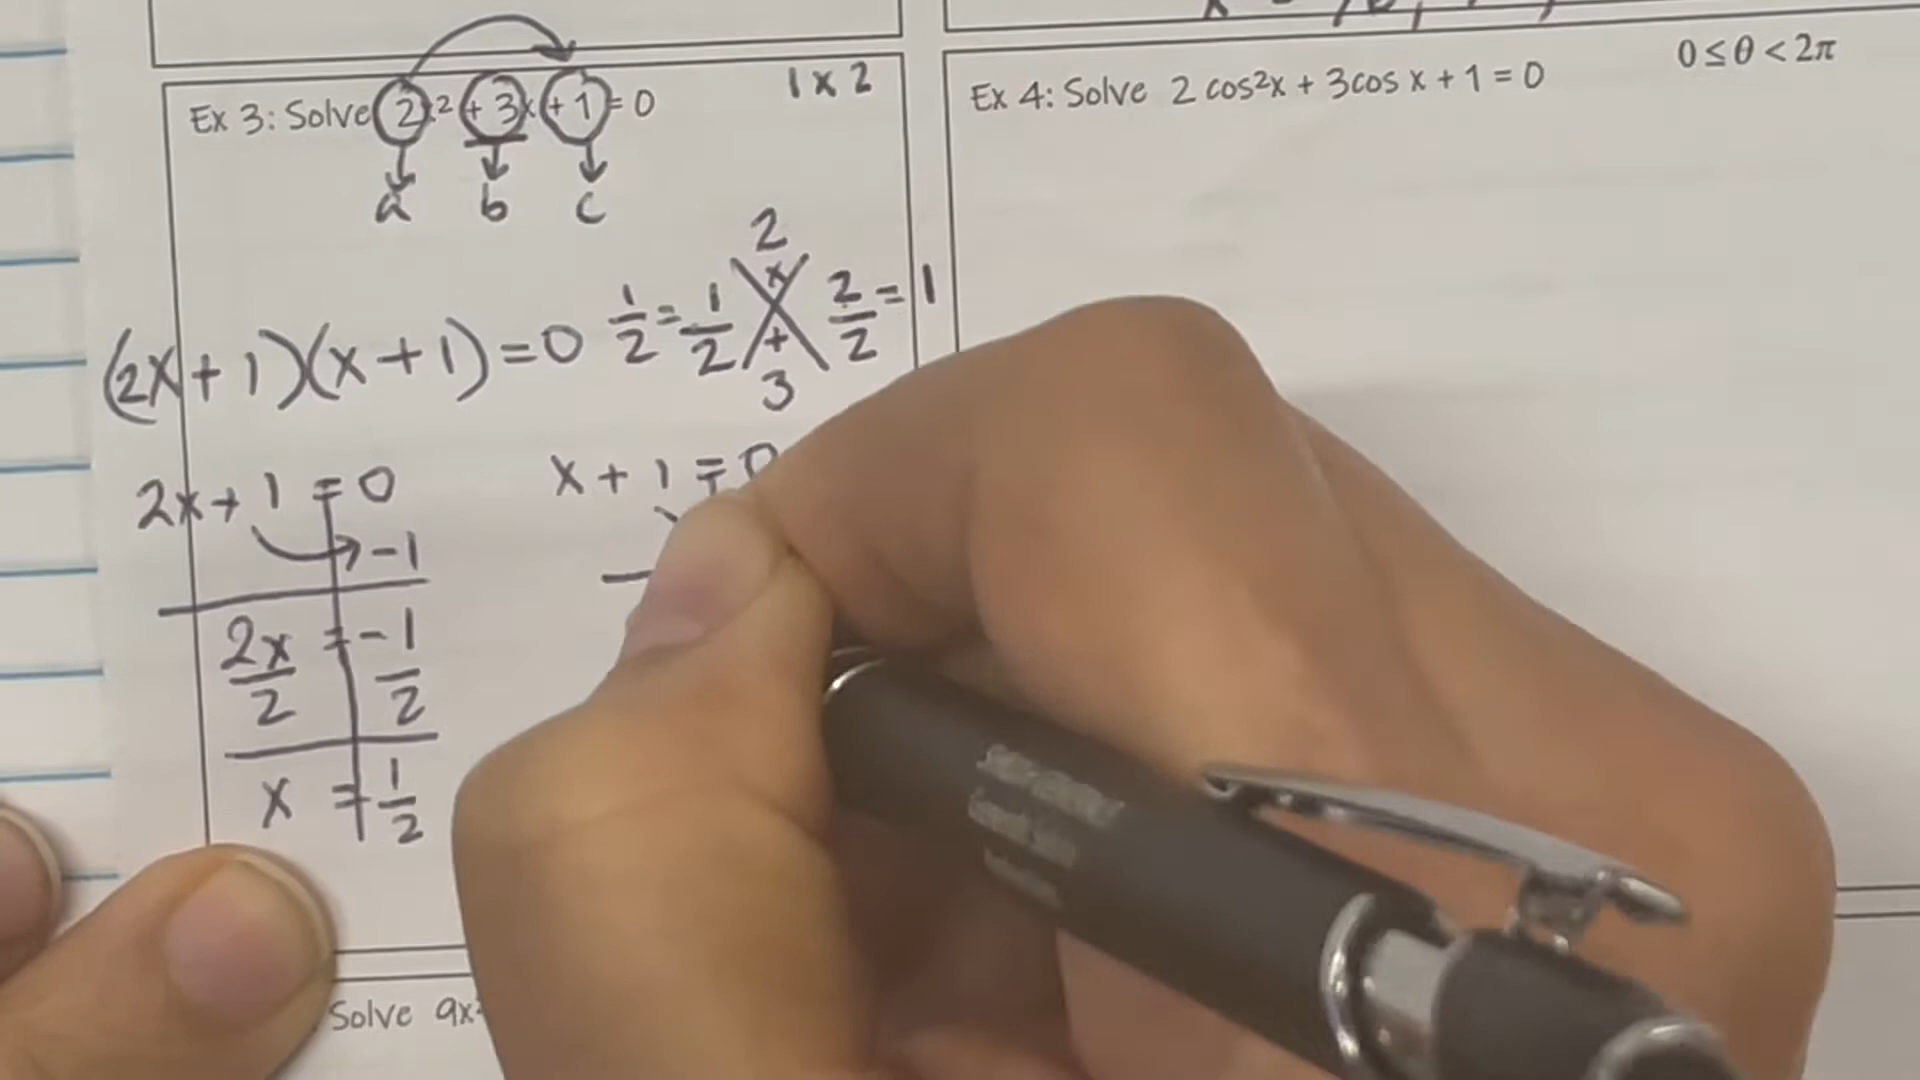 Ex 3: Solve 2x² + 3x + 1 = 0
1 x 2
a b c
2
x
(2x + 1)(x + 1) = 0
1/2 = 1/2
2/2 = 1
+
3
2x + 1 = 0
-1
2x/2 = -1/2
x = -1/2
x + 1 = 0
Solve 9x²
0 ≤ θ < 2π
Ex 4: Solve 2 cos²x + 3cos x + 1 = 0